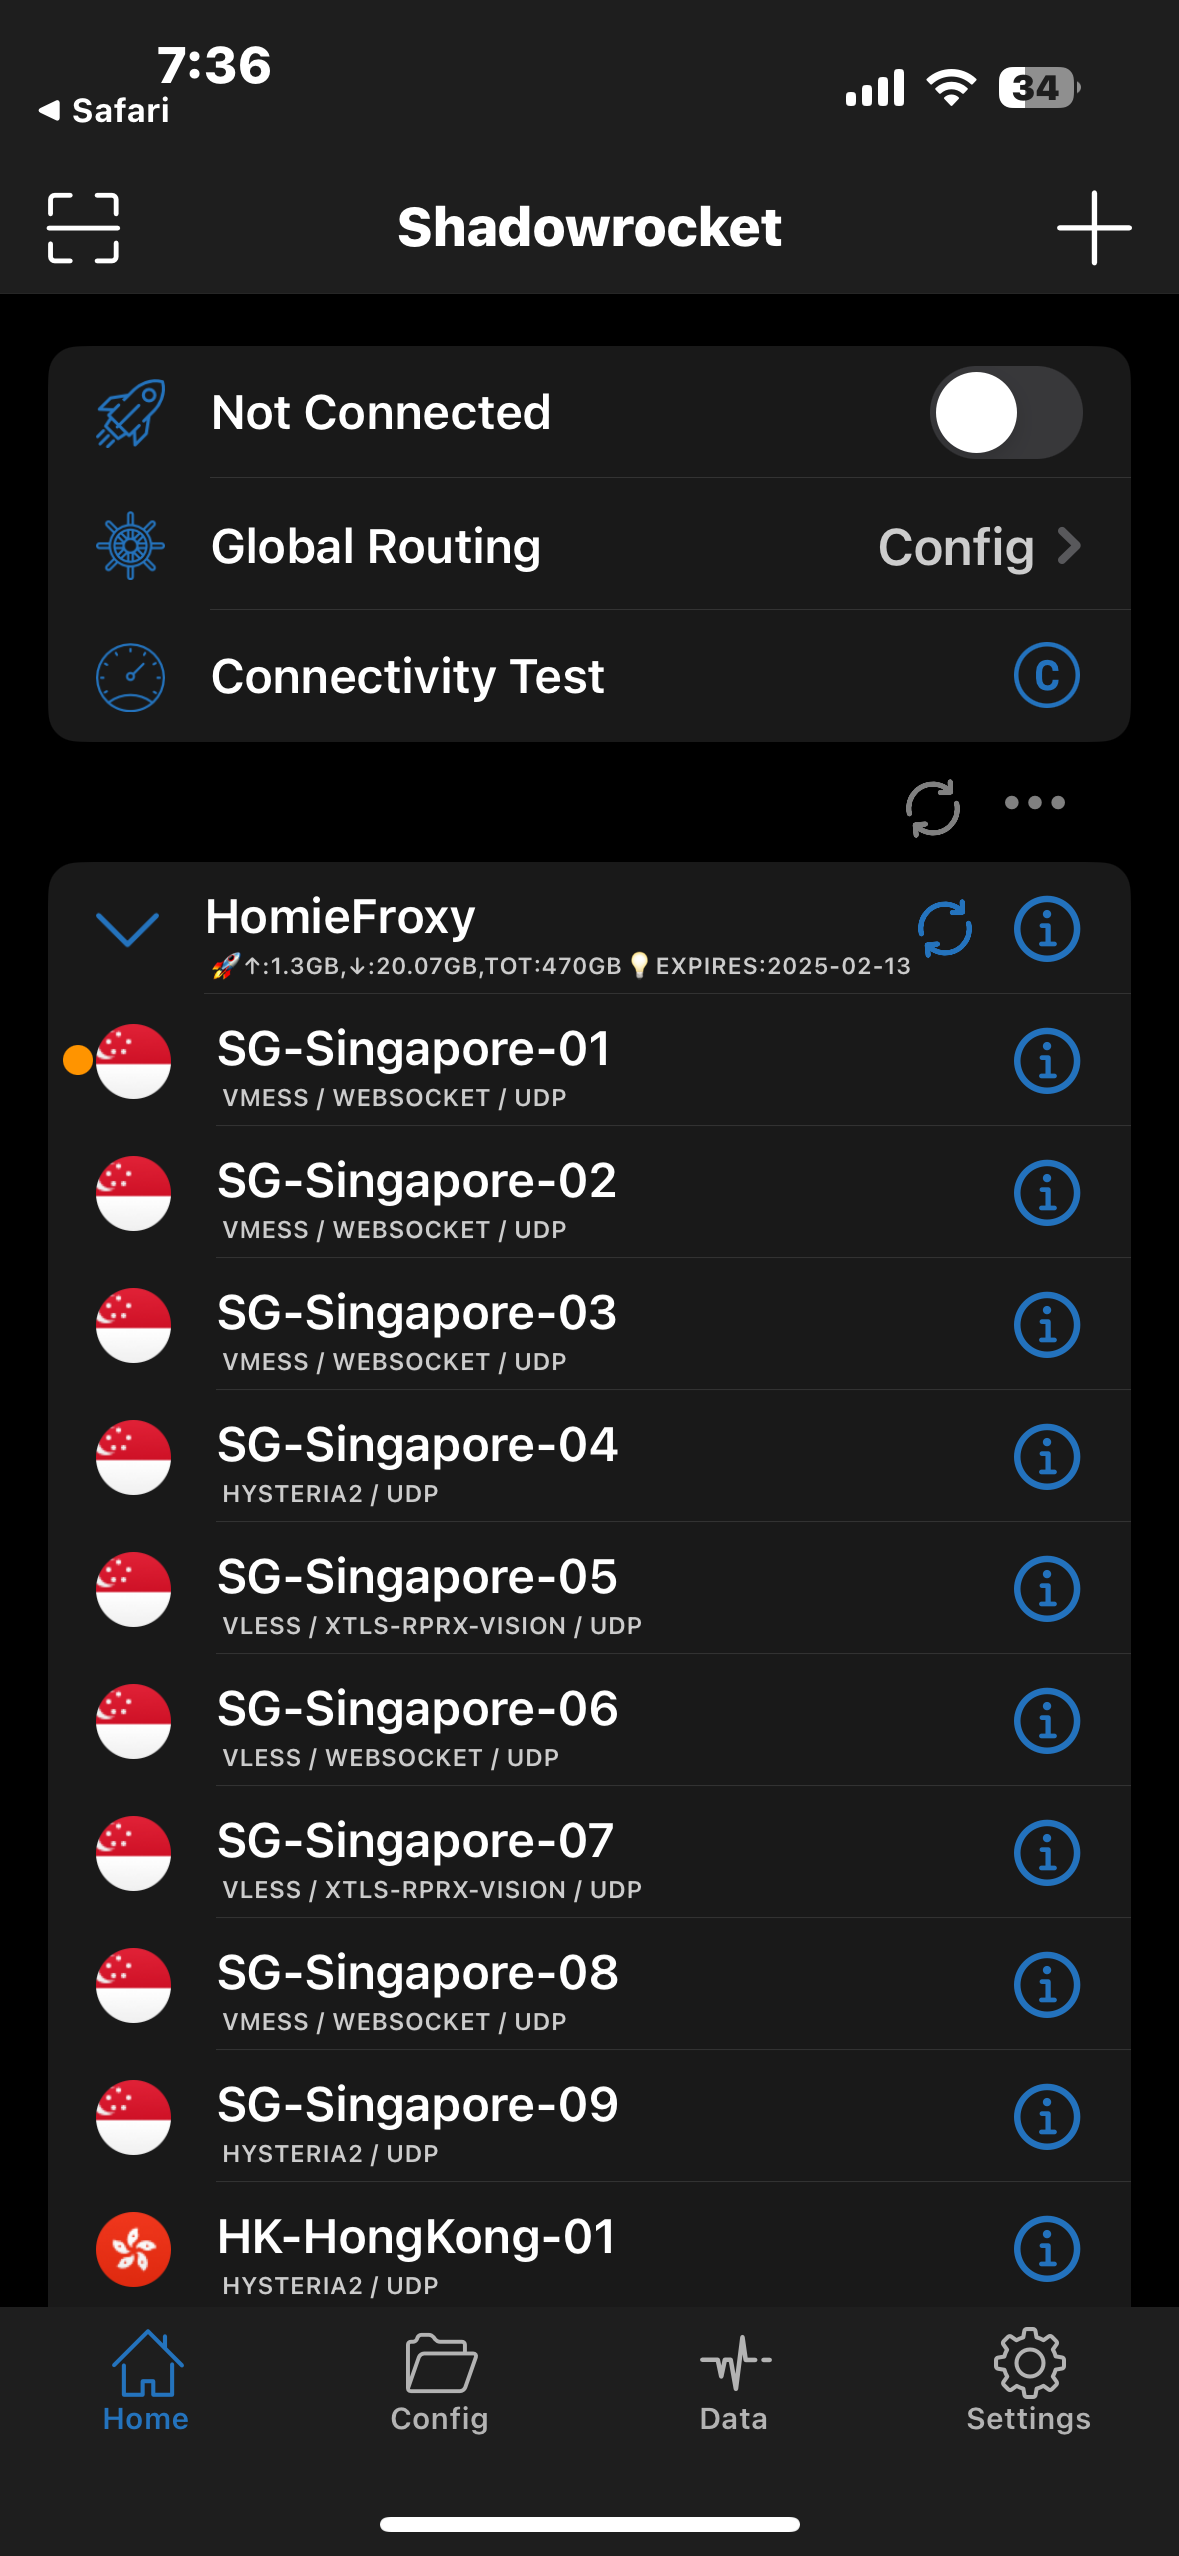 7:36
34
Safari
Shadowrocket
Not Connected
Global Routing Config
Connectivity Test C
HomieFroxy
🚀↑:1.3GB,↓:20.07GB,TOT:470GB💡EXPIRES:2025-02-13
SG-Singapore-01
VMESS / WEBSOCKET / UDP
SG-Singapore-02
VMESS / WEBSOCKET / UDP
SG-Singapore-03
VMESS / WEBSOCKET / UDP
SG-Singapore-04
HYSTERIA2 / UDP
SG-Singapore-05
VLESS / XTLS-RPRX-VISION / UDP
SG-Singapore-06
VLESS / WEBSOCKET / UDP
SG-Singapore-07
VLESS / XTLS-RPRX-VISION / UDP
SG-Singapore-08
VMESS / WEBSOCKET / UDP
SG-Singapore-09
HYSTERIA2 / UDP
HK-HongKong-01
HYSTERIA2 / UDP
Home Config Data Settings